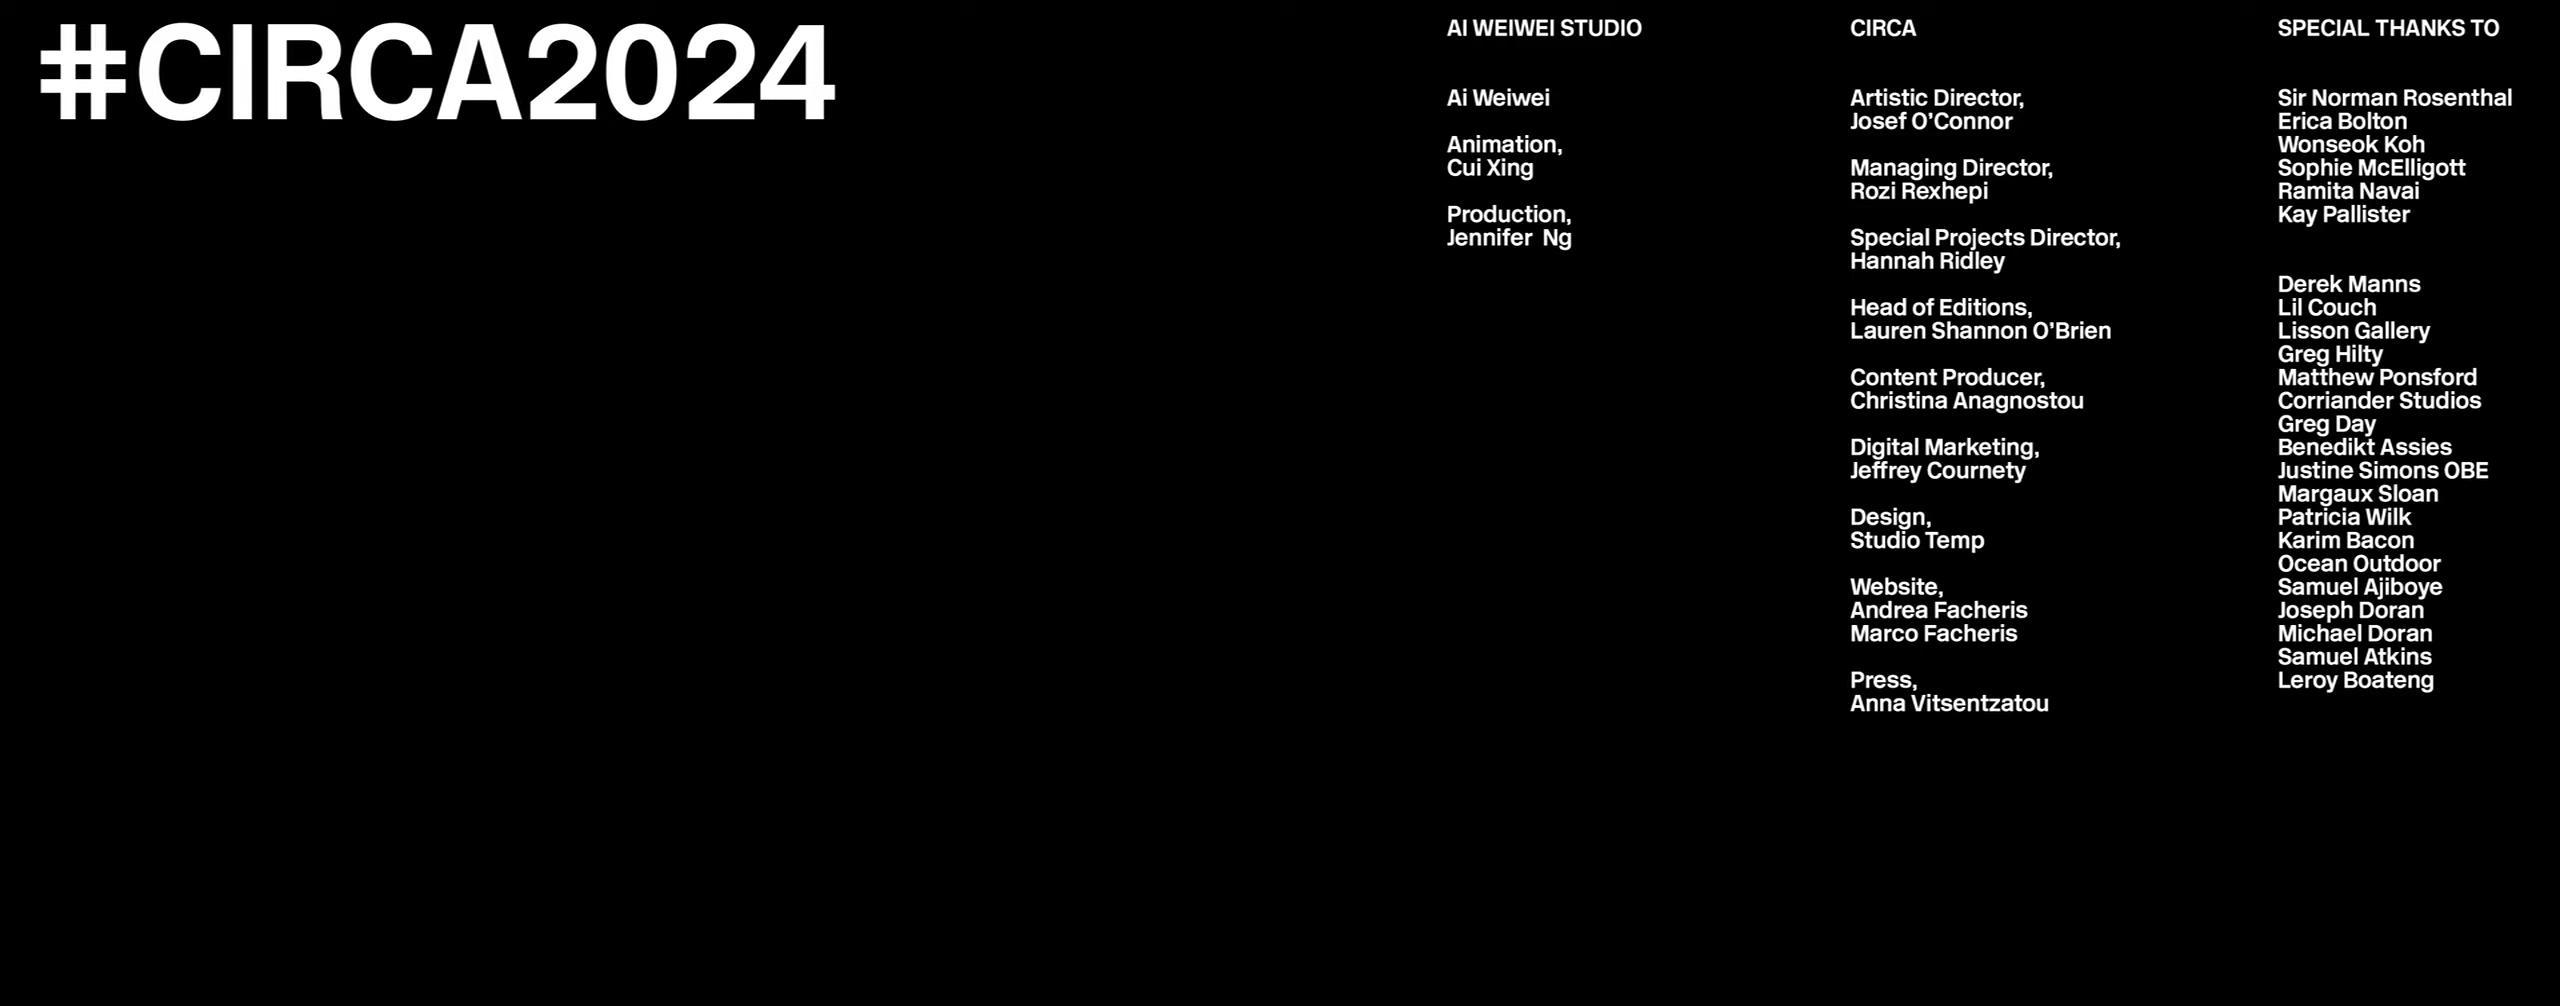 #CIRCA2024
AI WEIWEI STUDIO
Ai Weiwei
Animation,
Cui Xing
Production,
Jennifer  Ng
CIRCA
Artistic Director,
Josef O’Connor
Managing Director,
Rozi Rexhepi
Special Projects Director,
Hannah Ridley
Head of Editions,
Lauren Shannon O’Brien
Content Producer,
Christina Anagnostou
Digital Marketing,
Jeffrey Cournety
Design,
Studio Temp
Website,
Andrea Facheris
Marco Facheris
Press,
Anna Vitsentzatou
SPECIAL THANKS TO
Sir Norman Rosenthal
Erica Bolton
Wonseok Koh
Sophie McElligott
Ramita Navai
Kay Pallister
Derek Manns
Lil Couch
Lisson Gallery
Greg Hilty
Matthew Ponsford
Corriander Studios
Greg Day
Benedikt Assies
Justine Simons OBE
Margaux Sloan
Patricia Wilk
Karim Bacon
Ocean Outdoor
Samuel Ajiboye
Joseph Doran
Michael Doran
Samuel Atkins
Leroy Boateng